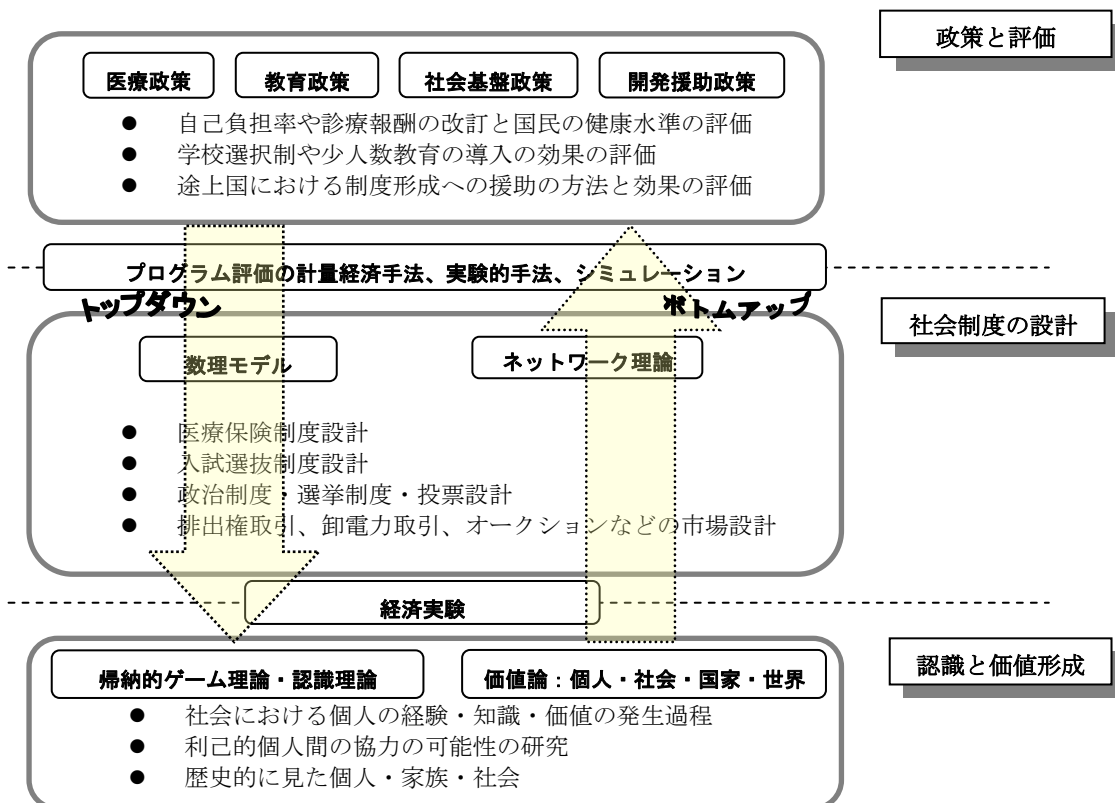 政策と評価
医療政策
教育政策
社会基盤政策
開発援助政策
● 自己負担率や診療報酬の改訂と国民の健康水準の評価
● 学校選択制や少人数教育の導入の効果の評価
● 途上国における制度形成への援助の方法と効果の評価
プログラム評価の計量経済手法、実験的手法、シミュレーション
トップダウン
ボトムアップ
社会制度の設計
数理モデル
ネットワーク理論
● 医療保険制度設計
● 入試選抜制度設計
● 政治制度・選挙制度・投票設計
● 排出権取引、卸電力取引、オークションなどの市場設計
経済実験
認識と価値形成
帰納的ゲーム理論・認識理論
価値論：個人・社会・国家・世界
● 社会における個人の経験・知識・価値の発生過程
● 利己的個人間の協力の可能性の研究
● 歴史的に見た個人・家族・社会